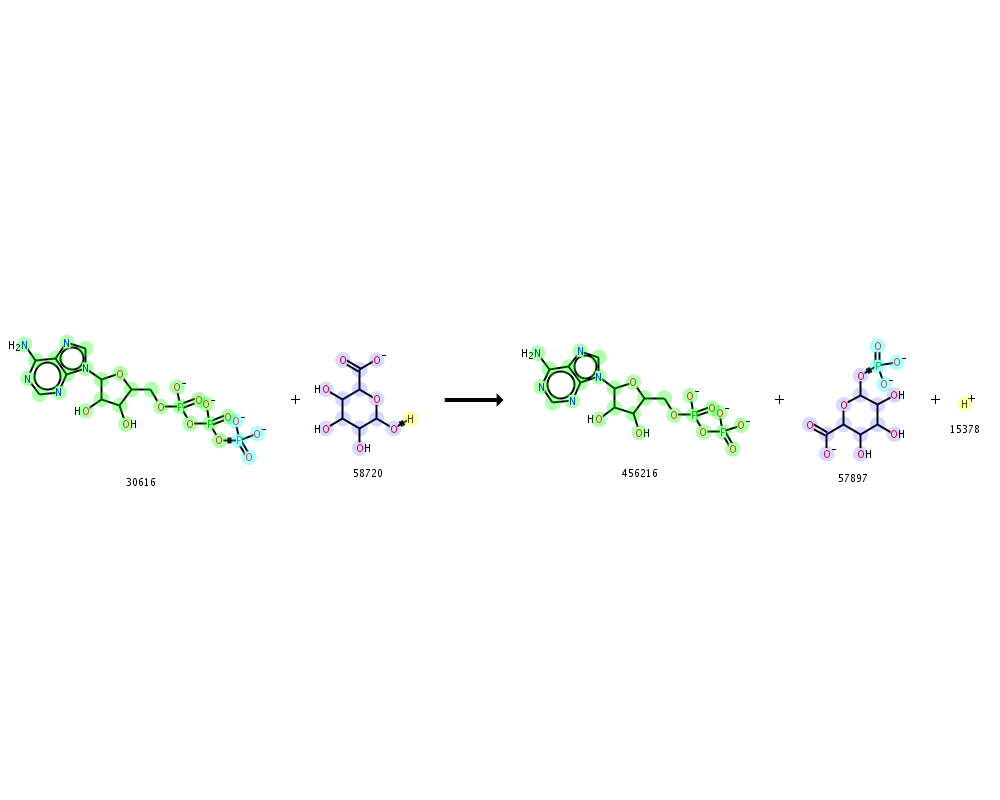 H2N N N N N O HO OH O O- P O O- O P O O- O P O- O
+
O O- HO O HO OH O H
H2N N N N N O HO OH O O- P O O- O P O- O
+
O O- P O O- O OH OH OH O O-
+
H+
30616
58720
456216
57897
15378